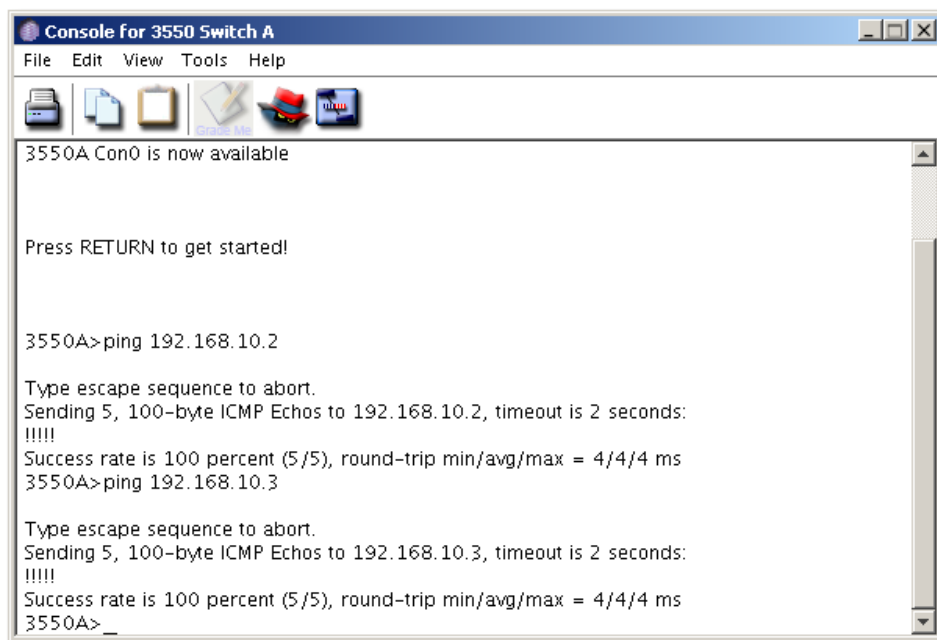 Console for 3550 Switch A
File Edit View Tools Help
Grade Me
3550A Con0 is now available
Press RETURN to get started!
3550A>ping 192.168.10.2
Type escape sequence to abort.
Sending 5, 100-byte ICMP Echos to 192.168.10.2, timeout is 2 seconds:
!!!!!
Success rate is 100 percent (5/5), round-trip min/avg/max = 4/4/4 ms
3550A>ping 192.168.10.3
Type escape sequence to abort.
Sending 5, 100-byte ICMP Echos to 192.168.10.3, timeout is 2 seconds:
!!!!!
Success rate is 100 percent (5/5), round-trip min/avg/max = 4/4/4 ms
3550A>_